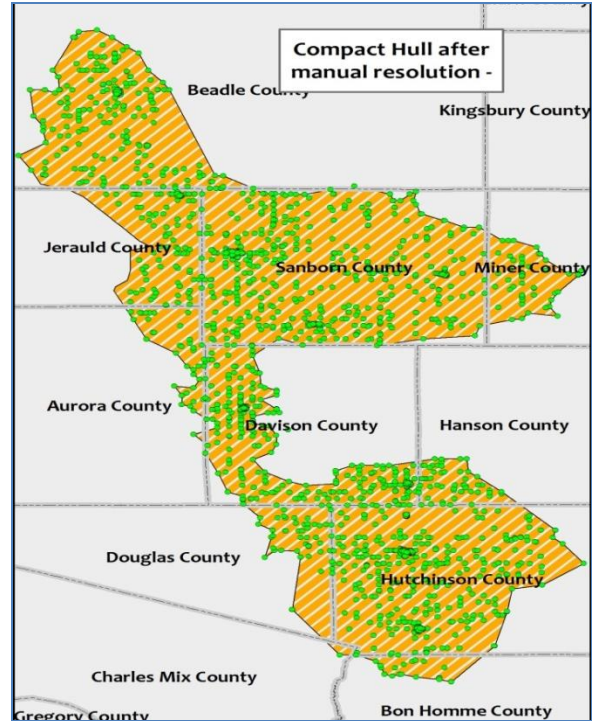 Compact Hull after
manual resolution -
Beadle County
Kingsbury County
Jerauld County
Sanborn County
Miner County
Aurora County
Davison County
Hanson County
Douglas County
Hutchinson County
Charles Mix County
Gregory County
Bon Homme County